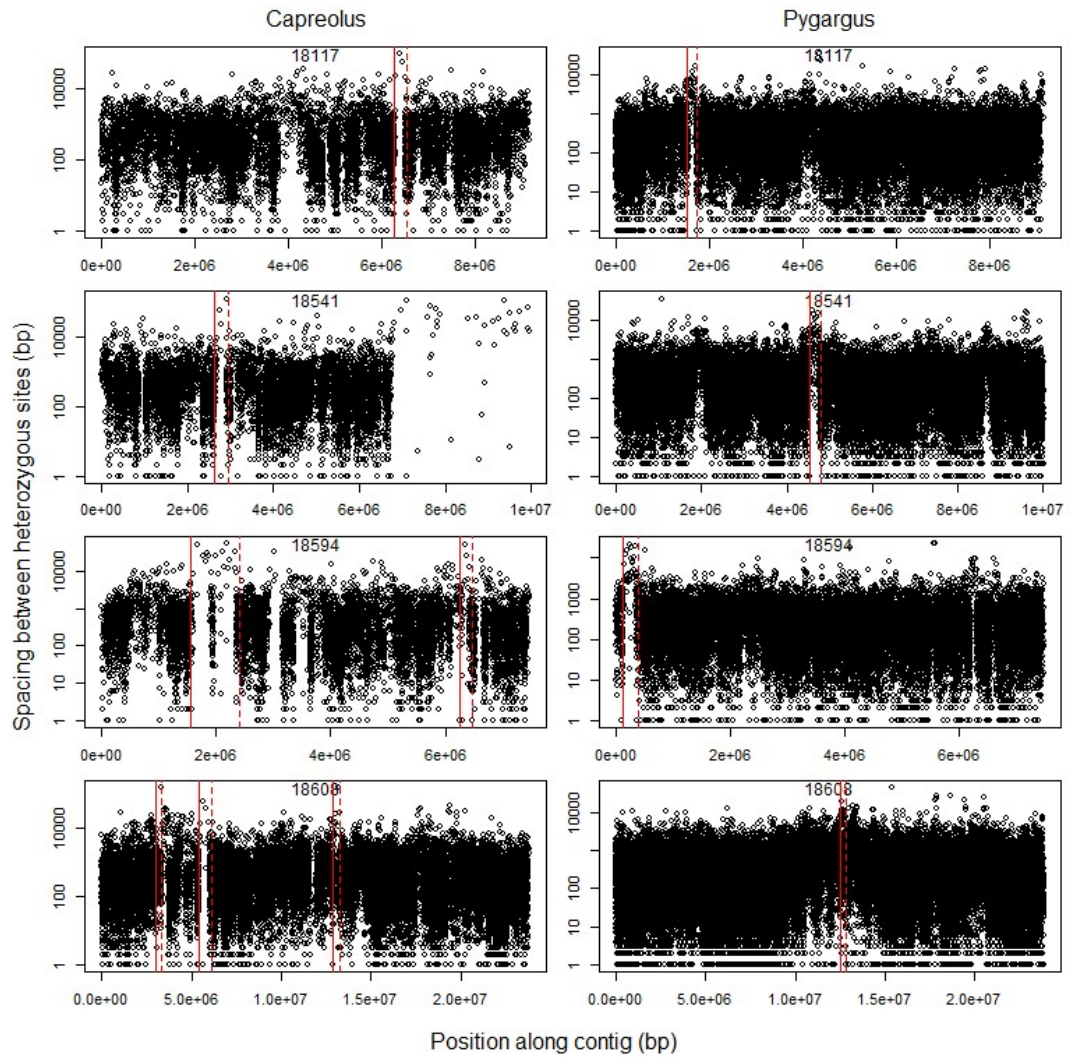 Capreolus Pygargus
Spacing between heterozygous sites (bp)
18117 18117
10000 100 1 10000 100 10 1
0e+00 2e+06 4e+06 6e+06 8e+06 0e+00 2e+06 4e+06 6e+06 8e+06
18541 18541
10000 100 1 10000 100 10 1
0e+00 2e+06 4e+06 6e+06 8e+06 1e+07 0e+00 2e+06 4e+06 6e+06 8e+06 1e+07
18594 18594
10000 100 10 1 1000 100 10 1
0e+00 2e+06 4e+06 6e+06 0e+00 2e+06 4e+06 6e+06
18608 18608
10000 100 1 10000 100 10 1
0.0e+00 5.0e+06 1.0e+07 1.5e+07 2.0e+07 0.0e+00 5.0e+06 1.0e+07 1.5e+07 2.0e+07
Position along contig (bp)